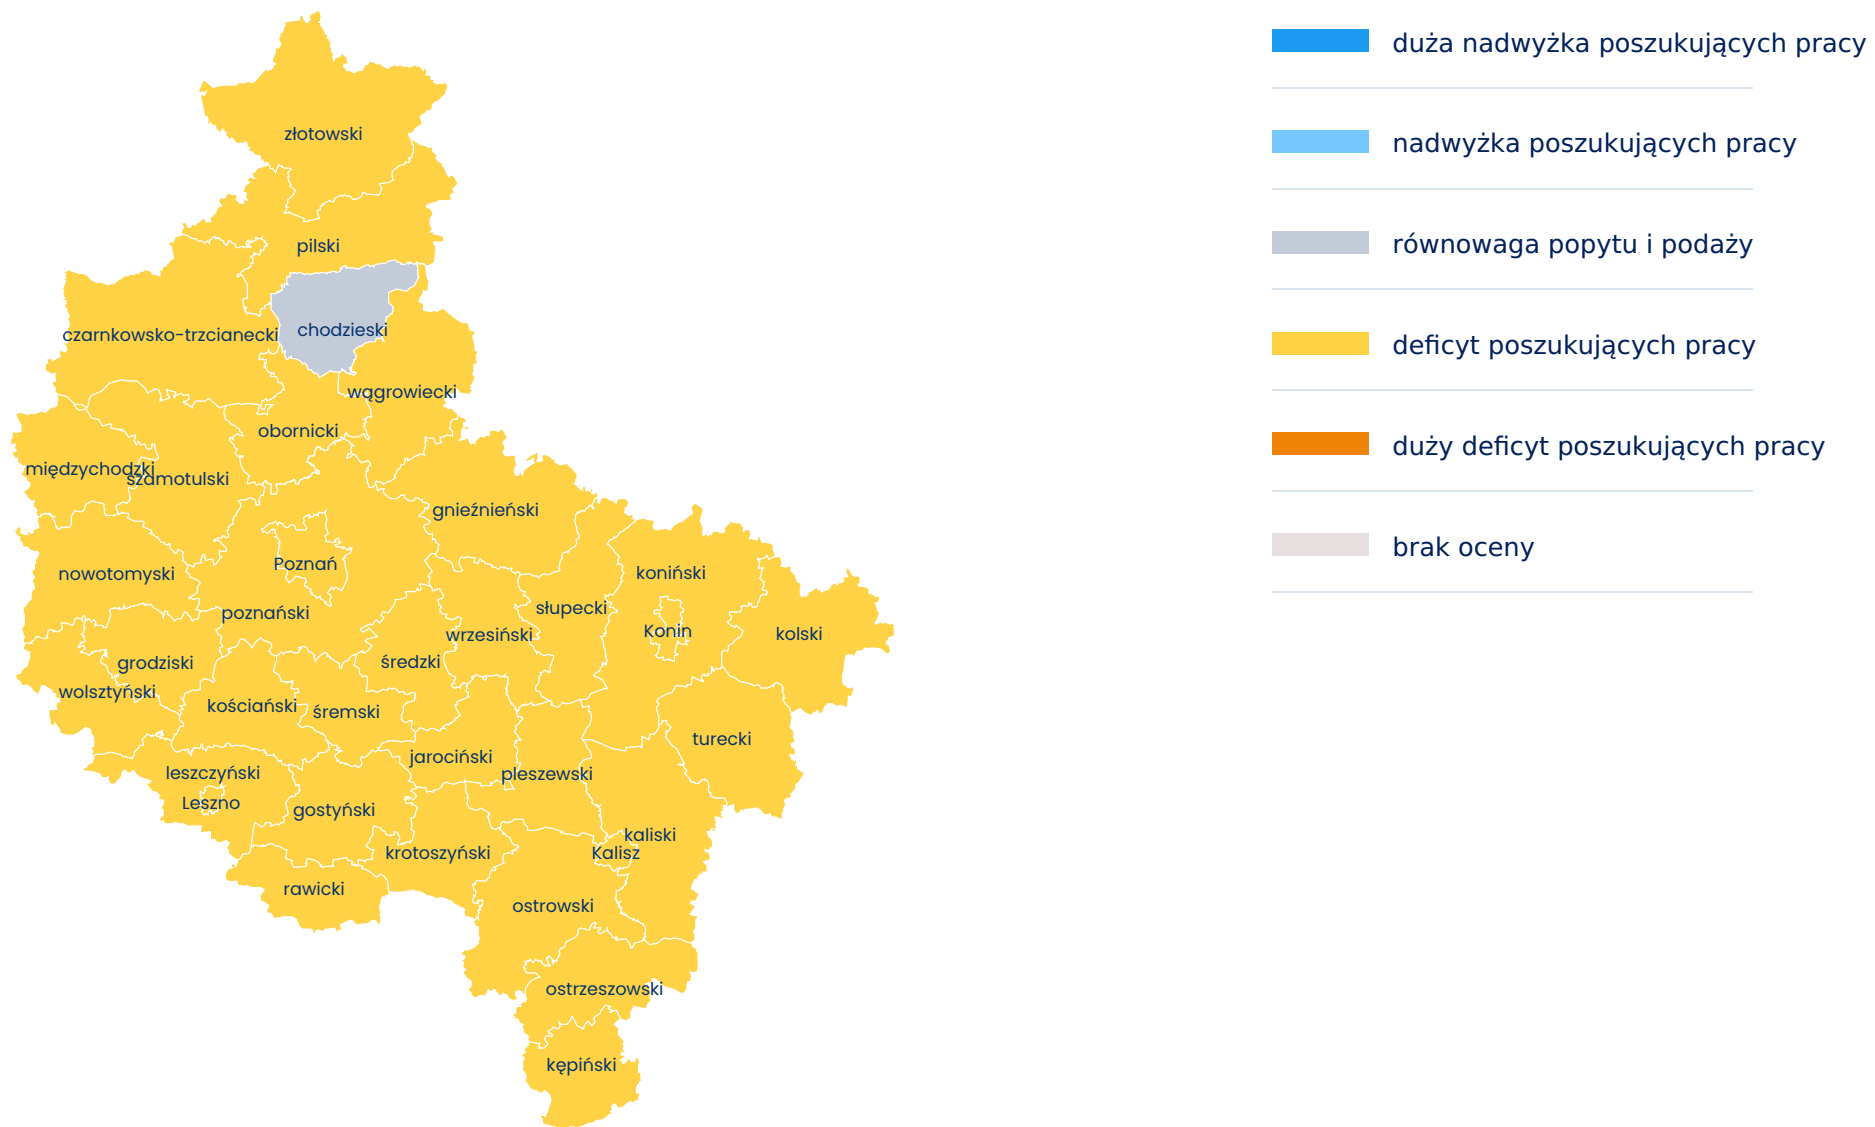 złotowski
pilski
czarnkowsko-trzcianecki
chodzieski
wągrowiecki
obornicki
międzychodzki
szamotulski
gnieźnieński
Poznań
nowotomyski
koniński
poznański
słupecki
Konin
wrzesiński
kolski
grodziski
średzki
wolsztyński
kościański
śremski
turecki
jarociński
leszczyński
pleszewski
Leszno
gostyński
kaliski
krotoszyński
Kalisz
rawicki
ostrowski
ostrzeszowski
kępiński
duża nadwyżka poszukujących pracy
nadwyżka poszukujących pracy
równowaga popytu i podaży
deficyt poszukujących pracy
duży deficyt poszukujących pracy
brak oceny